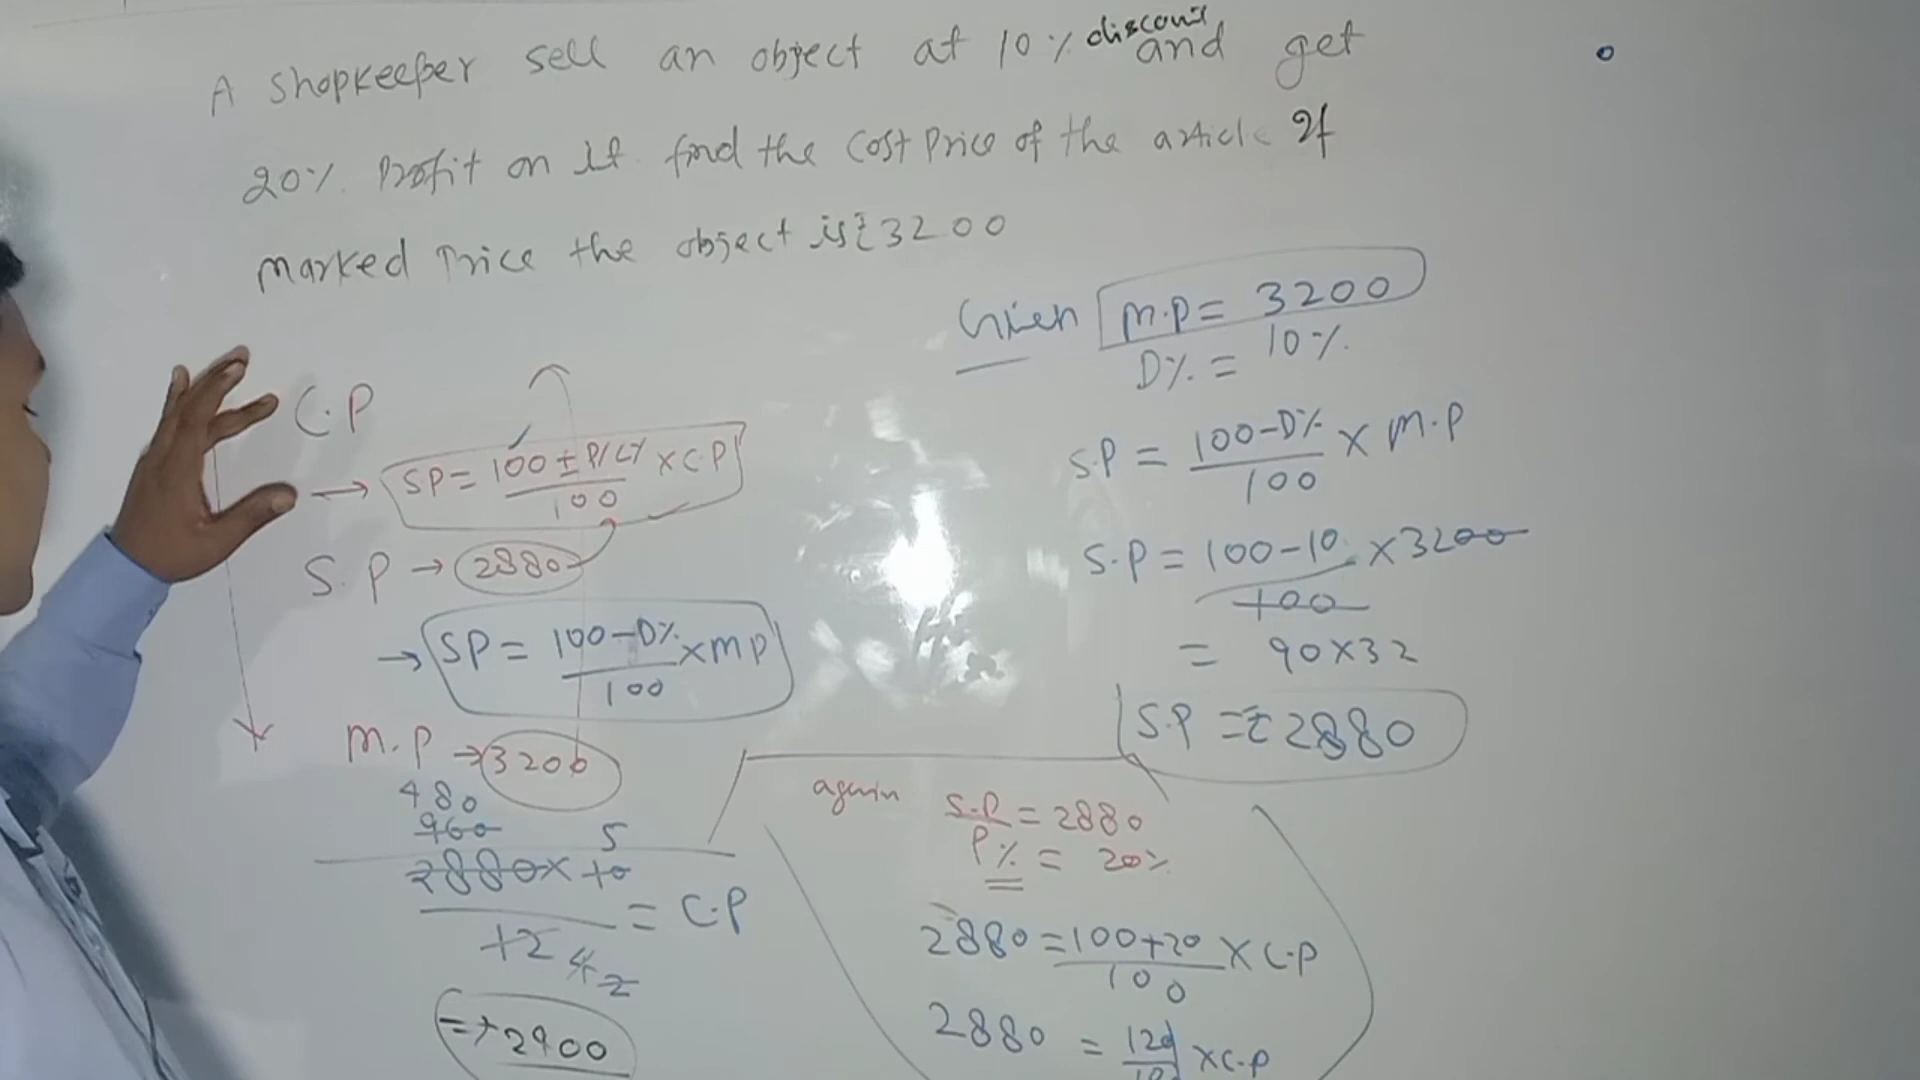 A shopkeeper sell an object at 10% discount and get
20% Profit on it find the Cost Price of the article If
marked Price the object is ₹3200
Given M.P = 3200
D% = 10%
S.P = 100-D% / 100 × M.P
S.P = 100-10 / 100 × 3200
= 90×32
S.P = ₹2880
C.P
→ SP = 100 ± P/L% / 100 × C.P
S.P → 2880
→ SP = 100-D% / 100 × MP
M.P → 3200
480
960 5
2880 × 10 / 12 4 2 = C.P
= 2400
again S.P = 2880
P% = 20%
2880 = 100+20 / 100 × C.P
2880 = 120 / × C.P